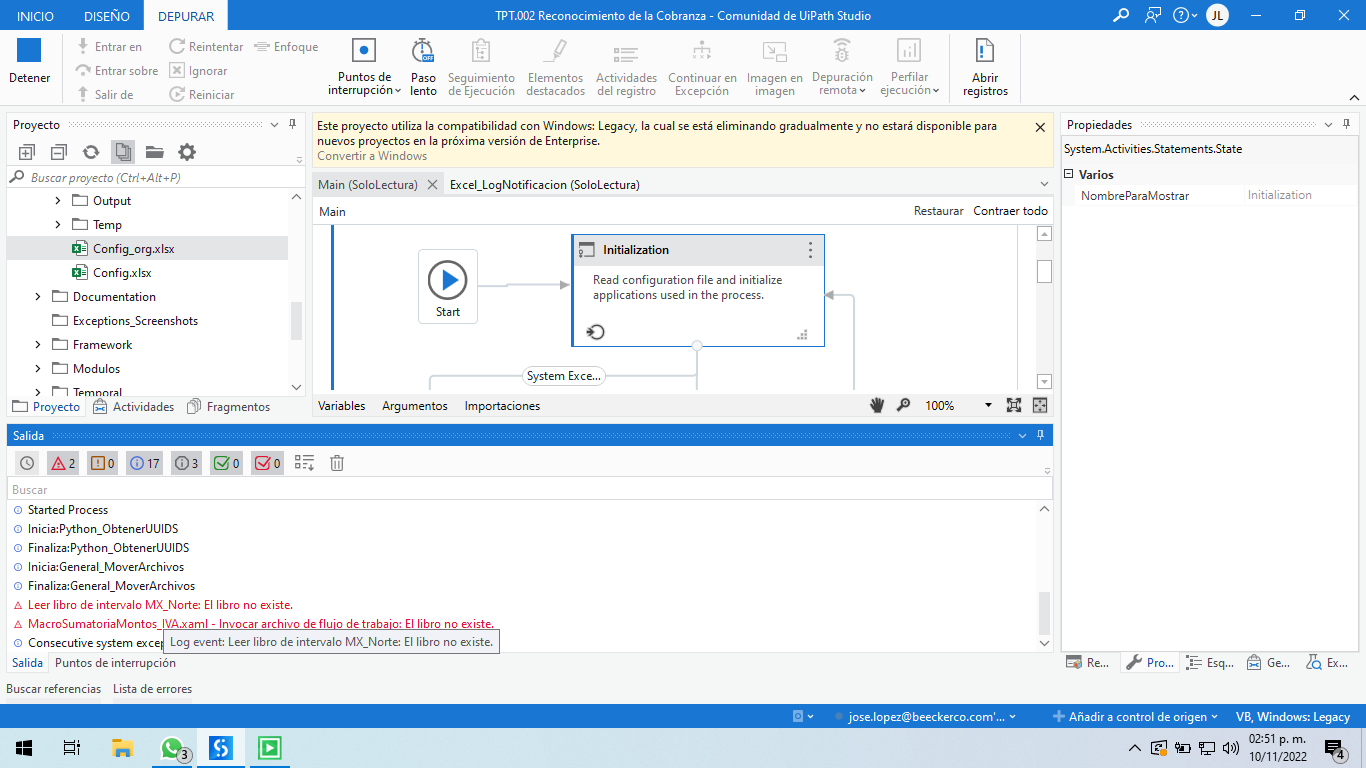 INICIO DISEÑO DEPURAR TPT.002 Reconocimiento de la Cobranza - Comunidad de UiPath Studio JL
Detener
Entrar en Reintentar Enfoque
Entrar sobre Ignorar
Salir de Reiniciar
Puntos de interrupción
Paso lento
Seguimiento de Ejecución
Elementos destacados
Actividades del registro
Continuar en Excepción
Imagen en imagen
Depuración remota
Perfilar ejecución
Abrir registros
Proyecto
Buscar proyecto (Ctrl+Alt+P)
Output
Temp
Config_org.xlsx
Config.xlsx
Documentation
Exceptions_Screenshots
Framework
Modulos
Temporal
Proyecto Actividades Fragmentos
Este proyecto utiliza la compatibilidad con Windows: Legacy, la cual se está eliminando gradualmente y no estará disponible para
nuevos proyectos en la próxima versión de Enterprise.
Convertir a Windows
Main (SoloLectura) Excel_LogNotificacion (SoloLectura)
Main Restaurar Contraer todo
Start
Initialization
Read configuration file and initialize
applications used in the process.
System Exce...
Variables Argumentos Importaciones 100%
Propiedades
System.Activities.Statements.State
Varios
NombreParaMostrar Initialization
Salida
2 0 17 3 0 0
Buscar
Started Process
Inicia:Python_ObtenerUUIDS
Finaliza:Python_ObtenerUUIDS
Inicia:General_MoverArchivos
Finaliza:General_MoverArchivos
Leer libro de intervalo MX_Norte: El libro no existe.
MacroSumatoriaMontos_IVA.xaml - Invocar archivo de flujo de trabajo: El libro no existe.
Consecutive system excep
Log event: Leer libro de intervalo MX_Norte: El libro no existe.
Salida Puntos de interrupción
Re... Pro... Esq... Ge... Ex...
Buscar referencias Lista de errores
jose.lopez@beeckerco.com'... Añadir a control de origen VB, Windows: Legacy
3
OFF
02:51 p. m.
10/11/2022
4